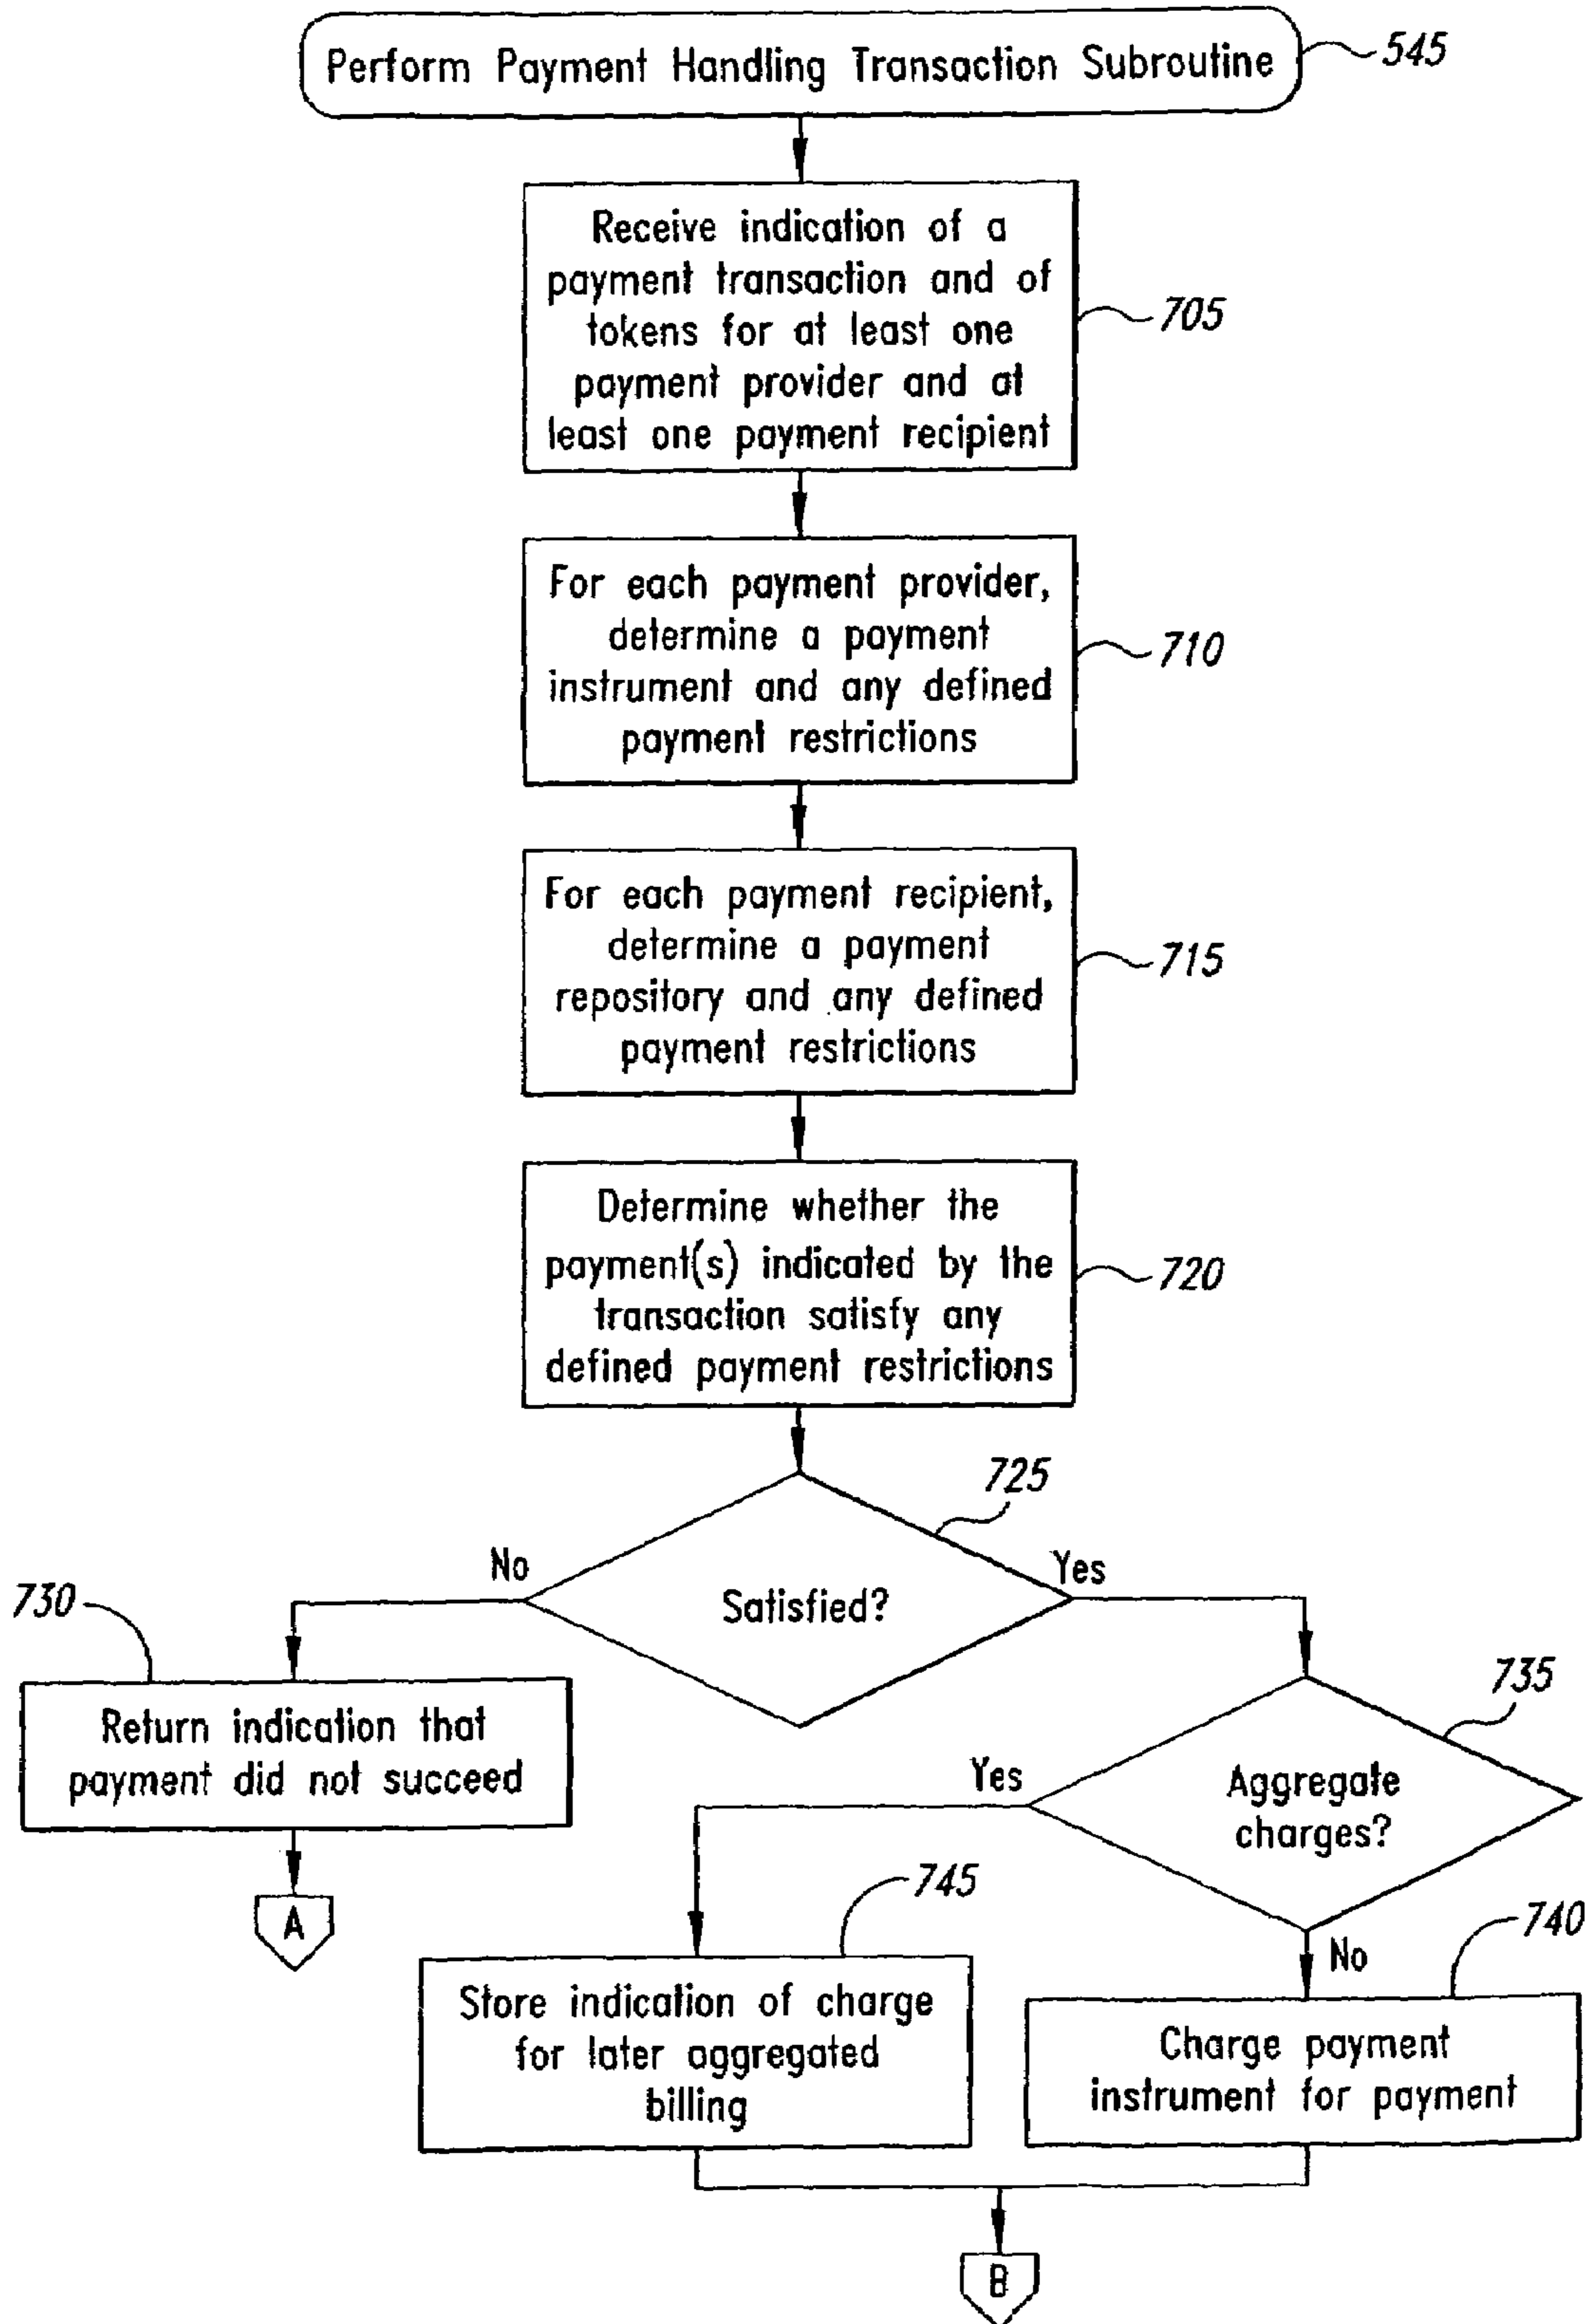 Perform Payment Handling Transaction Subroutine
545
Receive indication of a
payment transaction and of
tokens for at least one
payment provider and at
least one payment recipient
705
For each payment provider,
determine a payment
instrument and any defined
payment restrictions
710
For each payment recipient,
determine a payment
repository and any defined
payment restrictions
715
Determine whether the
payment(s) indicated by the
transaction satisfy any
defined payment restrictions
720
725
No
Satisfied?
Yes
730
Return indication that
payment did not succeed
A
735
Yes
Aggregate
charges?
No
745
Store indication of charge
for later aggregated
billing
740
Charge payment
instrument for payment
B